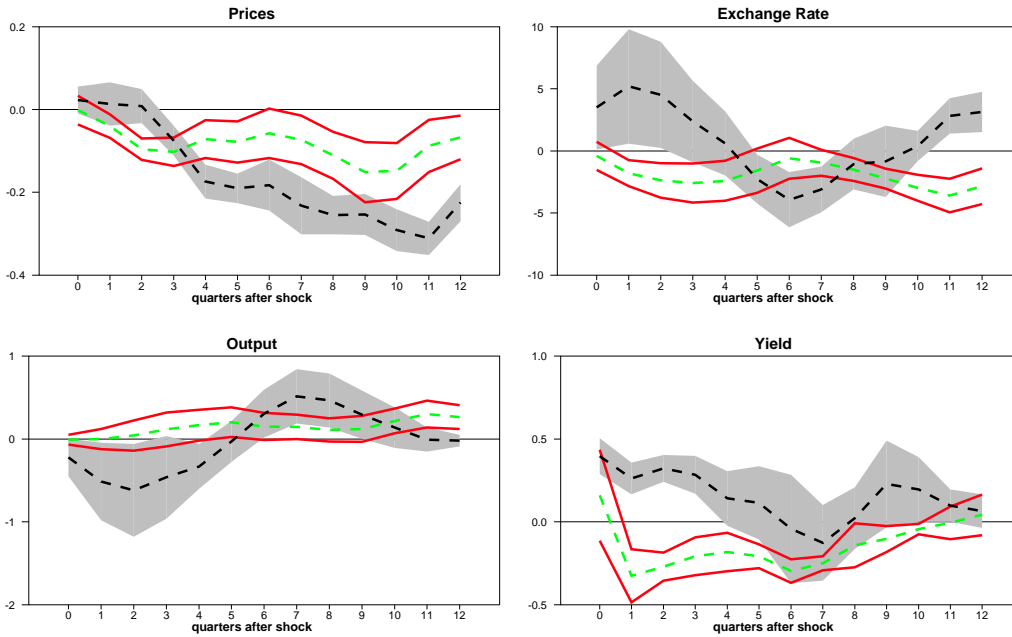 Prices
0.2
0.0
-0.2
-0.4
0 1 2 3 4 5 6 7 8 9 10 11 12
quarters after shock
Exchange Rate
10
5
0
-5
-10
0 1 2 3 4 5 6 7 8 9 10 11 12
quarters after shock
Output
1
0
-1
-2
0 1 2 3 4 5 6 7 8 9 10 11 12
quarters after shock
Yield
1.0
0.5
0.0
-0.5
0 1 2 3 4 5 6 7 8 9 10 11 12
quarters after shock